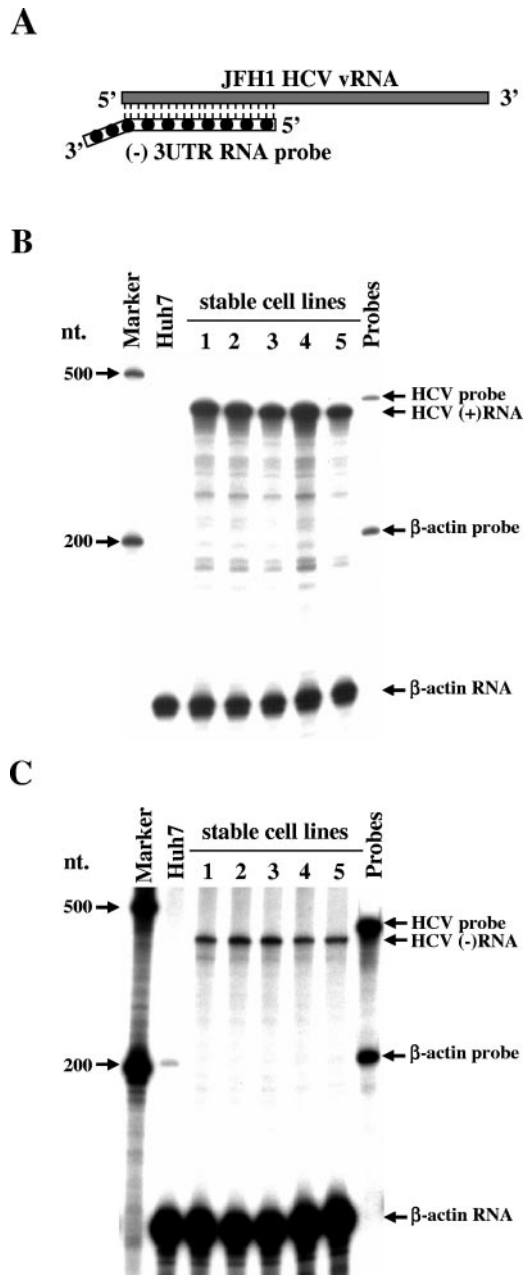 A
JFH1 HCV vRNA
5’ 3’
3’ 5’
(-) 3UTR RNA probe
B
nt. Marker Huh7 stable cell lines Probes
1 2 3 4 5
500
HCV probe
HCV (+)RNA
200
β-actin probe
β-actin RNA
C
nt. Marker Huh7 stable cell lines Probes
1 2 3 4 5
500
HCV probe
HCV (-)RNA
200
β-actin probe
β-actin RNA